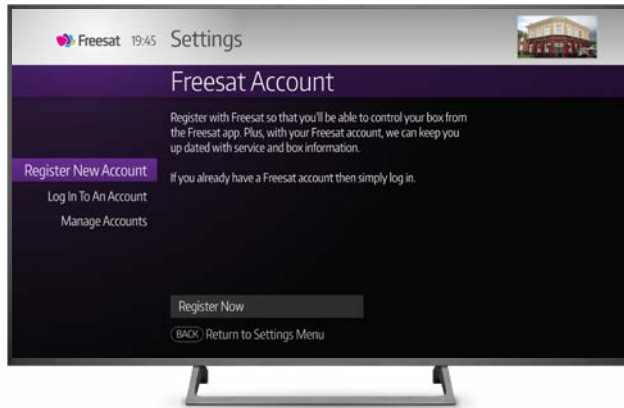 Freesat 19:45 Settings
Freesat Account
Register with Freesat so that you'll be able to control your box from
the Freesat app. Plus, with your Freesat account, we can keep you
up dated with service and box information.
Register New Account
If you already have a Freesat account then simply log in.
Log In To An Account
Manage Accounts
Register Now
BACK Return to Settings Menu